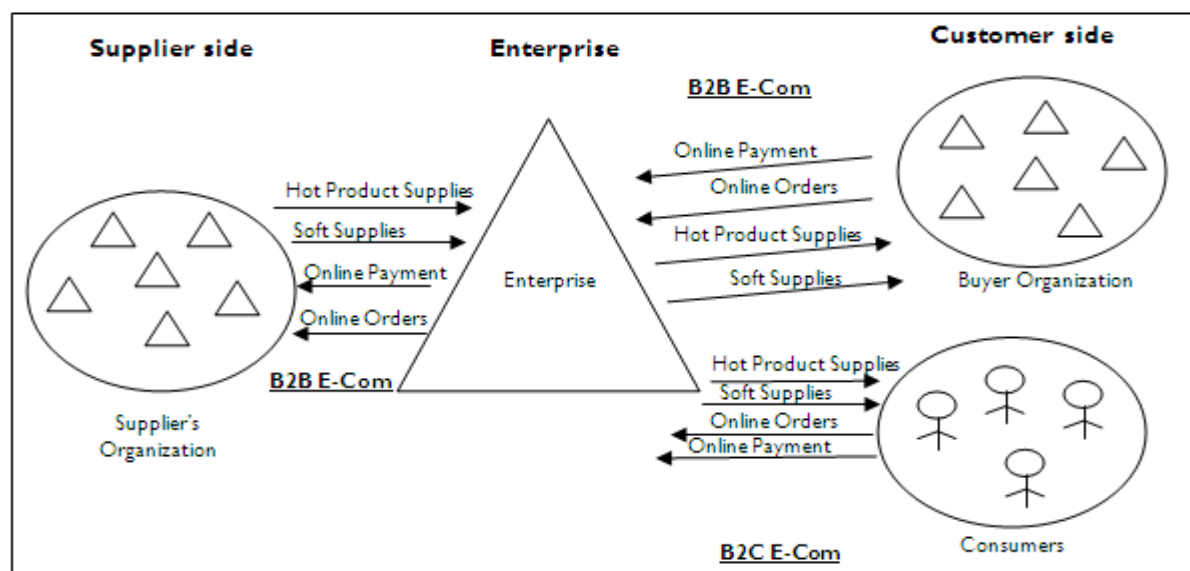 Supplier side
Enterprise
Customer side
B2B E-Com
Online Payment
Online Orders
Hot Product Supplies
Soft Supplies
Buyer Organization
Hot Product Supplies
Soft Supplies
Online Payment
Online Orders
B2B E-Com
Supplier's
Organization
Enterprise
Hot Product Supplies
Soft Supplies
Online Orders
Online Payment
B2C E-Com
Consumers